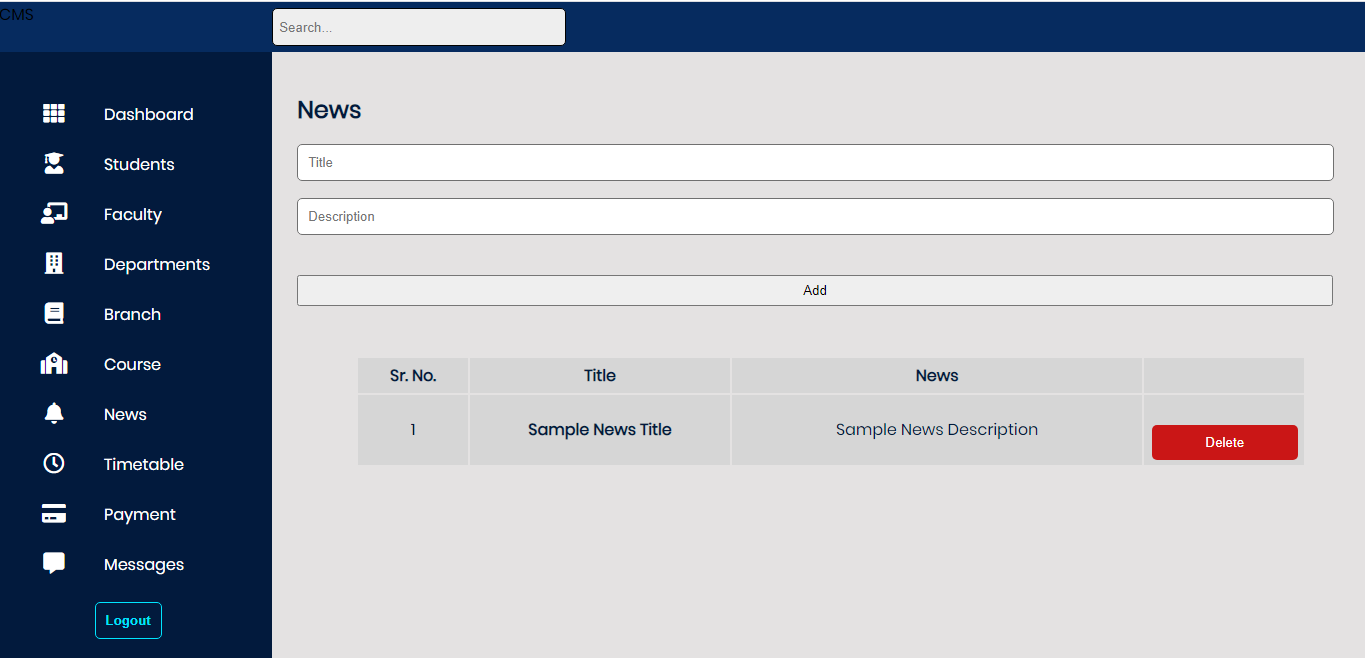 CMS
Search...
Dashboard
Students
Faculty
Departments
Branch
Course
News
Timetable
Payment
Messages
Logout
News
Title
Description
Add
Sr. No. Title News
1 Sample News Title Sample News Description Delete